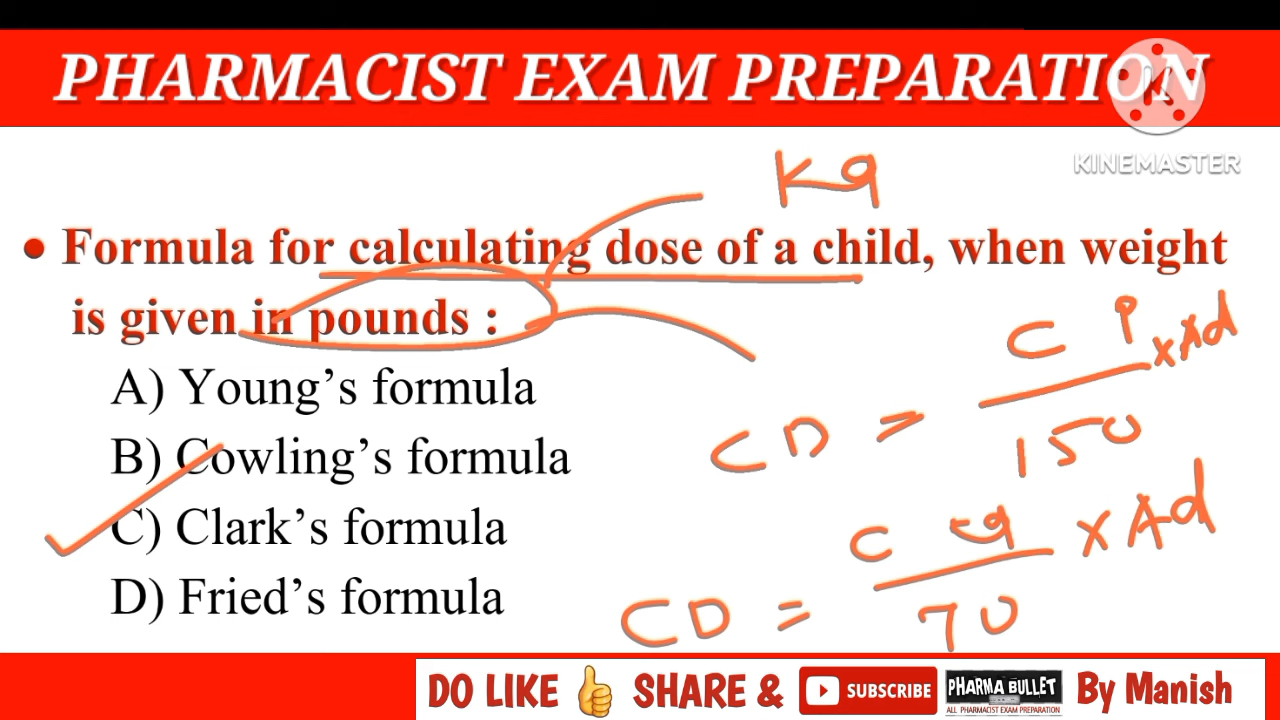 PHARMACIST EXAM PREPARATION
KINEMASTER
Kg
• Formula for calculating dose of a child, when weight
is given in pounds :
A) Young's formula
B) Cowling's formula
C) Clark's formula
D) Fried's formula
CD = C P / 150 × Ad
CD = C Kg / 70 × Ad
DO LIKE 👍 SHARE & SUBSCRIBE PHARMA BULLET By Manish
ALL PHARMACIST EXAM PREPARATION